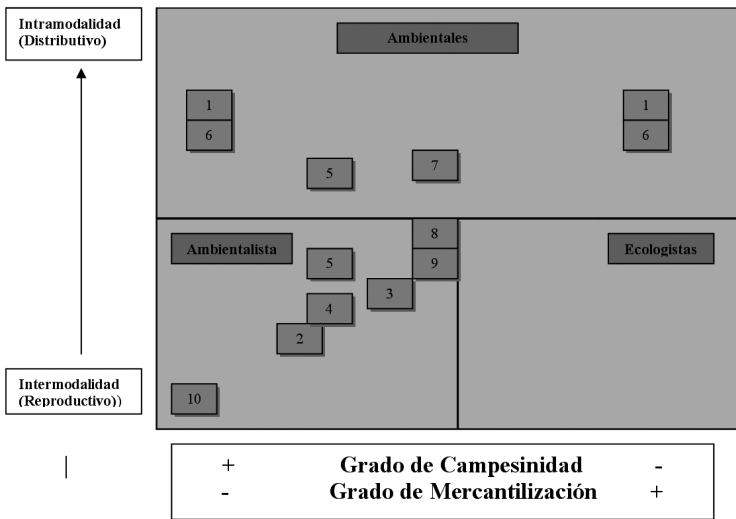 Intramodalidad
(Distributivo)
Ambientales
1
1
6
6
5
7
8
Ambientalista
Ecologistas
5
9
3
4
2
Intermodalidad
(Reproductivo))
10
|
+ Grado de Campesinidad -
- Grado de Mercantilización +